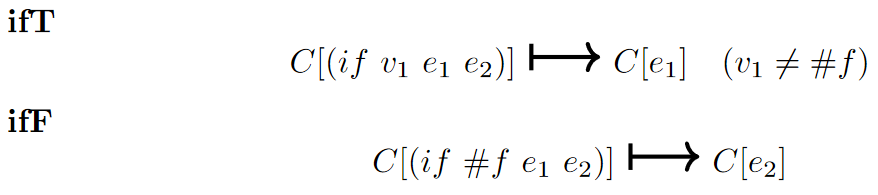 ifT
C[(if v₁ e₁ e₂)] ⟼ C[e₁] (v₁ ≠ #f)
ifF
C[(if #f e₁ e₂)] ⟼ C[e₂]